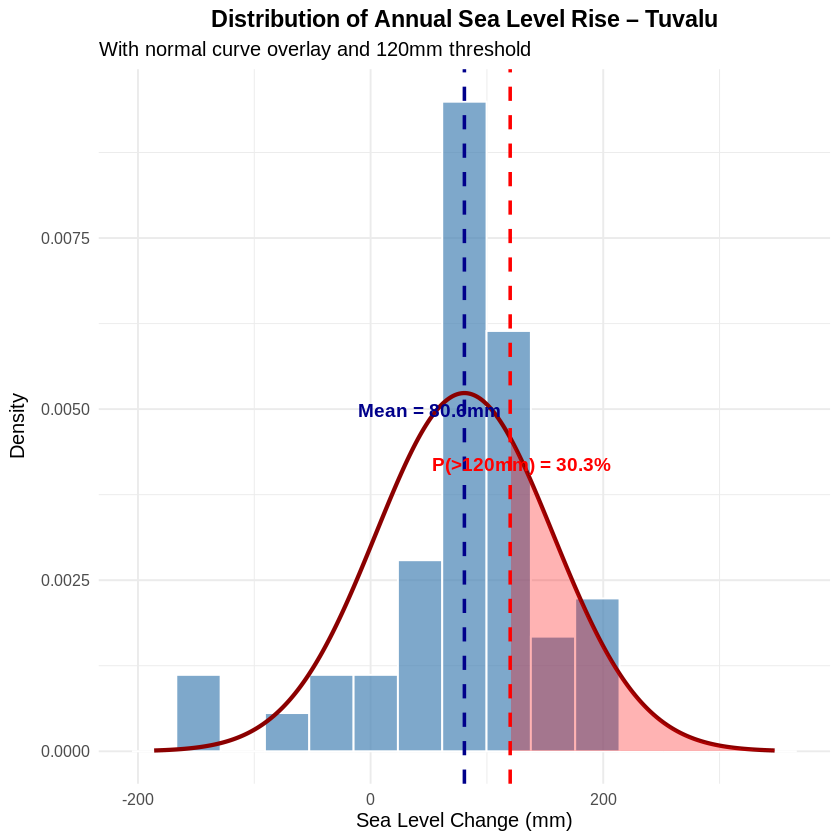 Distribution of Annual Sea Level Rise – Tuvalu
With normal curve overlay and 120mm threshold
Density
0.0075
0.0050
0.0025
0.0000
Mean = 80.6mm
P(>120mm) = 30.3%
-200
0
200
Sea Level Change (mm)